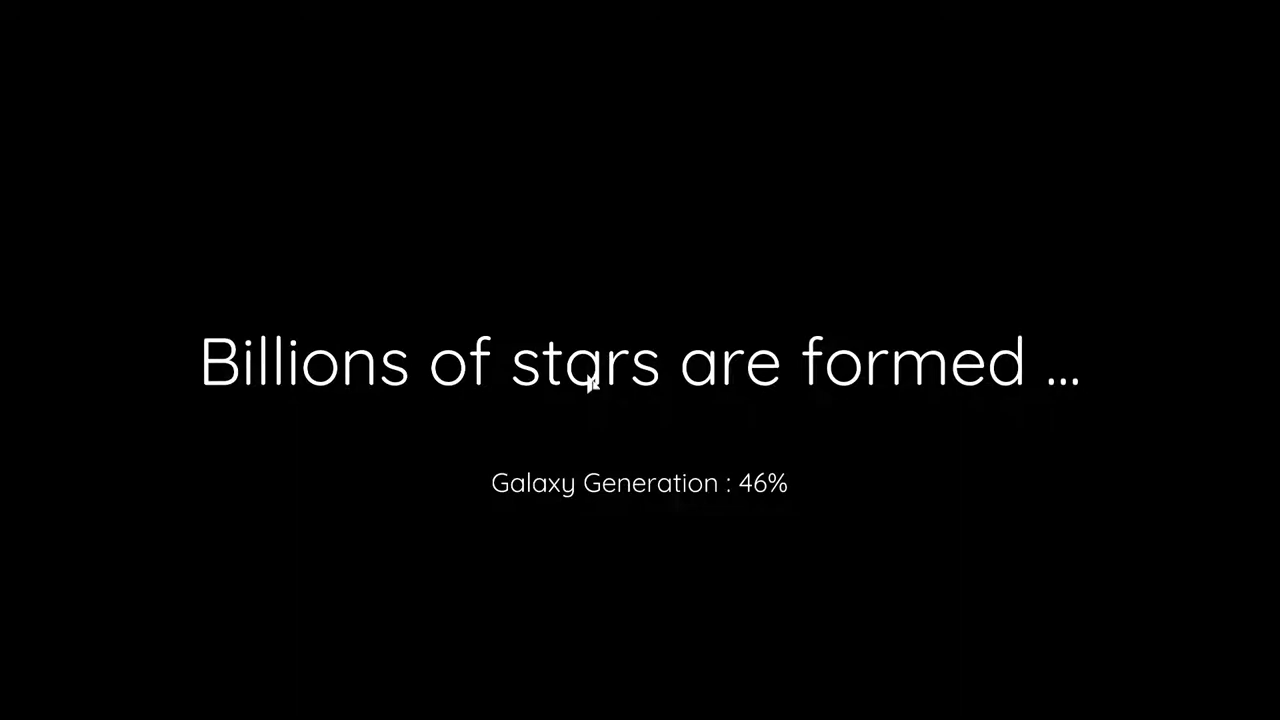 Billions of stars are formed ...
Galaxy Generation : 46%